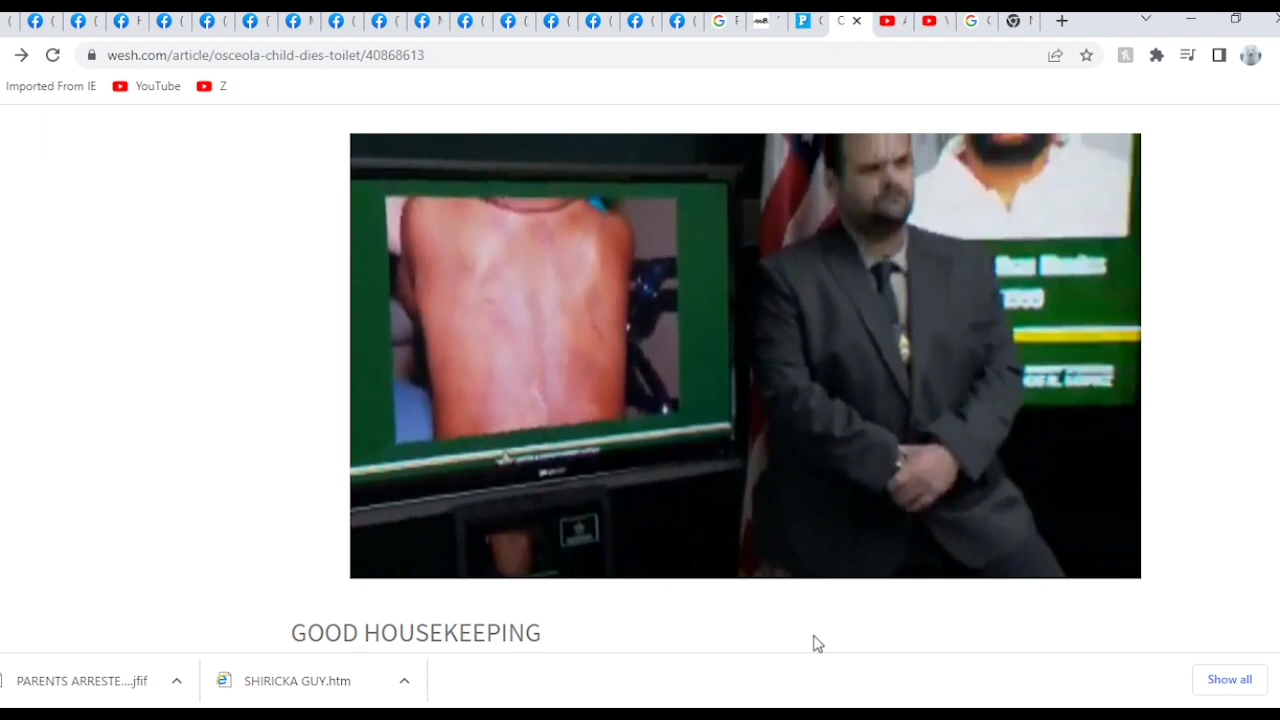 wesh.com/article/osceola-child-dies-toilet/40868613
Imported From IE YouTube Z
GOOD HOUSEKEEPING
PARENTS ARRESTE....jfif SHIRICKA GUY.htm Show all